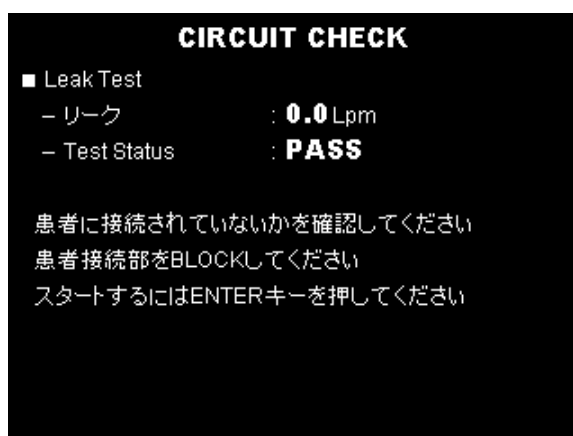 CIRCUIT CHECK
■ Leak Test
– リーク : 0.0 Lpm
– Test Status : PASS
患者に接続されていないかを確認してください
患者接続部をBLOCKしてください
スタートするにはENTERキーを押してください